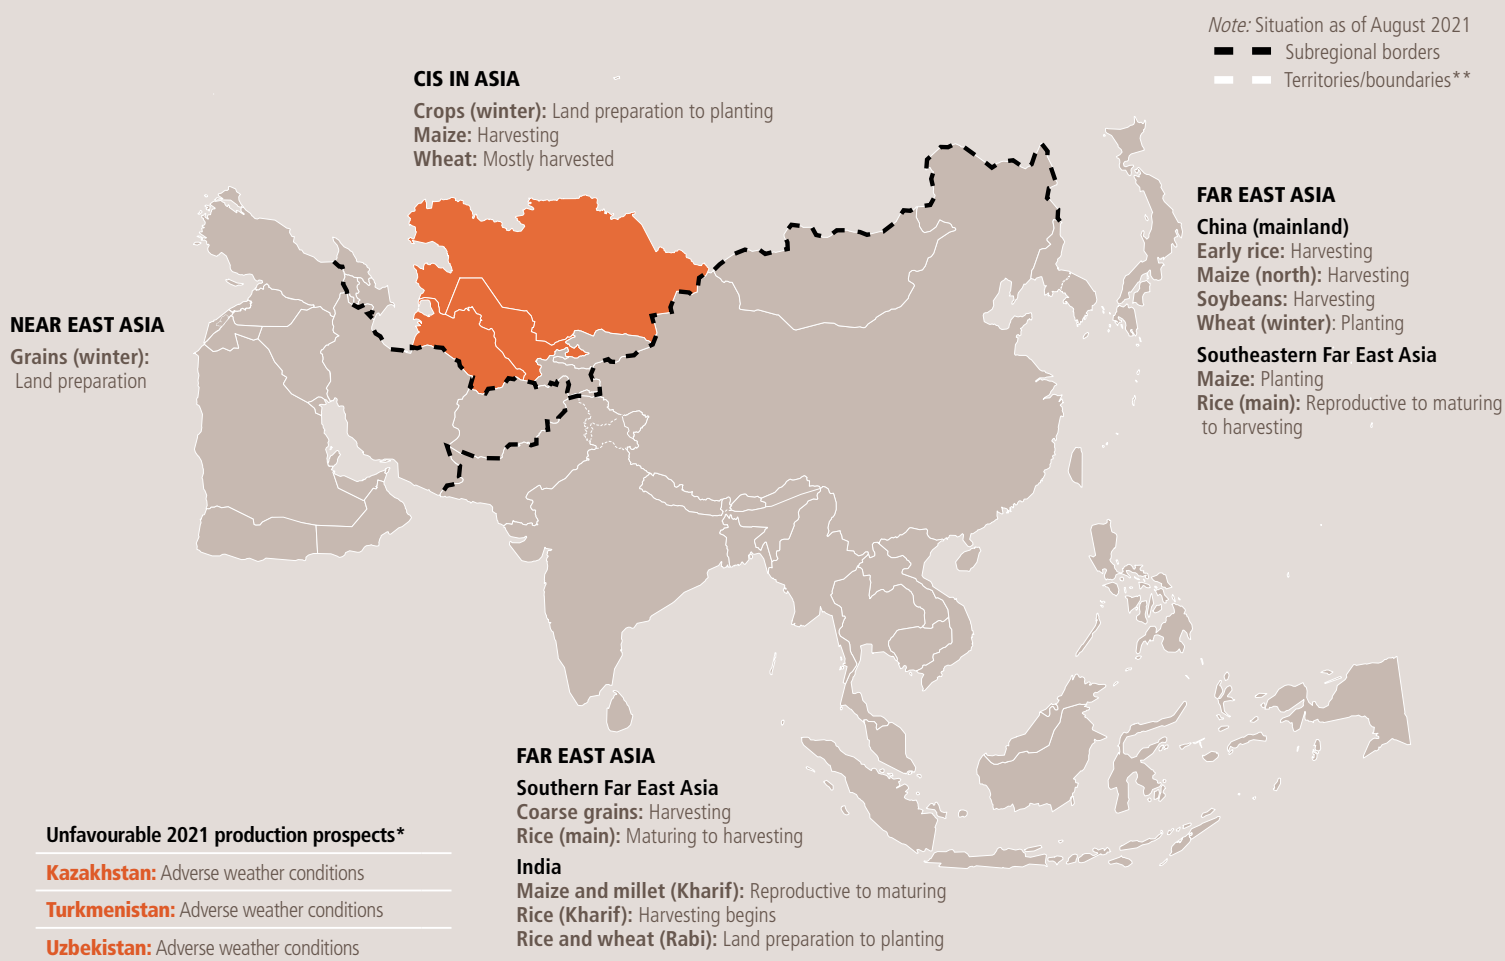 Note: Situation as of August 2021
Subregional borders
Territories/boundaries**
CIS IN ASIA
Crops (winter): Land preparation to planting
Maize: Harvesting
Wheat: Mostly harvested
FAR EAST ASIA
China (mainland)
Early rice: Harvesting
Maize (north): Harvesting
Soybeans: Harvesting
Wheat (winter): Planting
Southeastern Far East Asia
Maize: Planting
Rice (main): Reproductive to maturing
to harvesting
NEAR EAST ASIA
Grains (winter):
Land preparation
FAR EAST ASIA
Southern Far East Asia
Coarse grains: Harvesting
Rice (main): Maturing to harvesting
India
Maize and millet (Kharif): Reproductive to maturing
Rice (Kharif): Harvesting begins
Rice and wheat (Rabi): Land preparation to planting
Unfavourable 2021 production prospects*
Kazakhstan: Adverse weather conditions
Turkmenistan: Adverse weather conditions
Uzbekistan: Adverse weather conditions